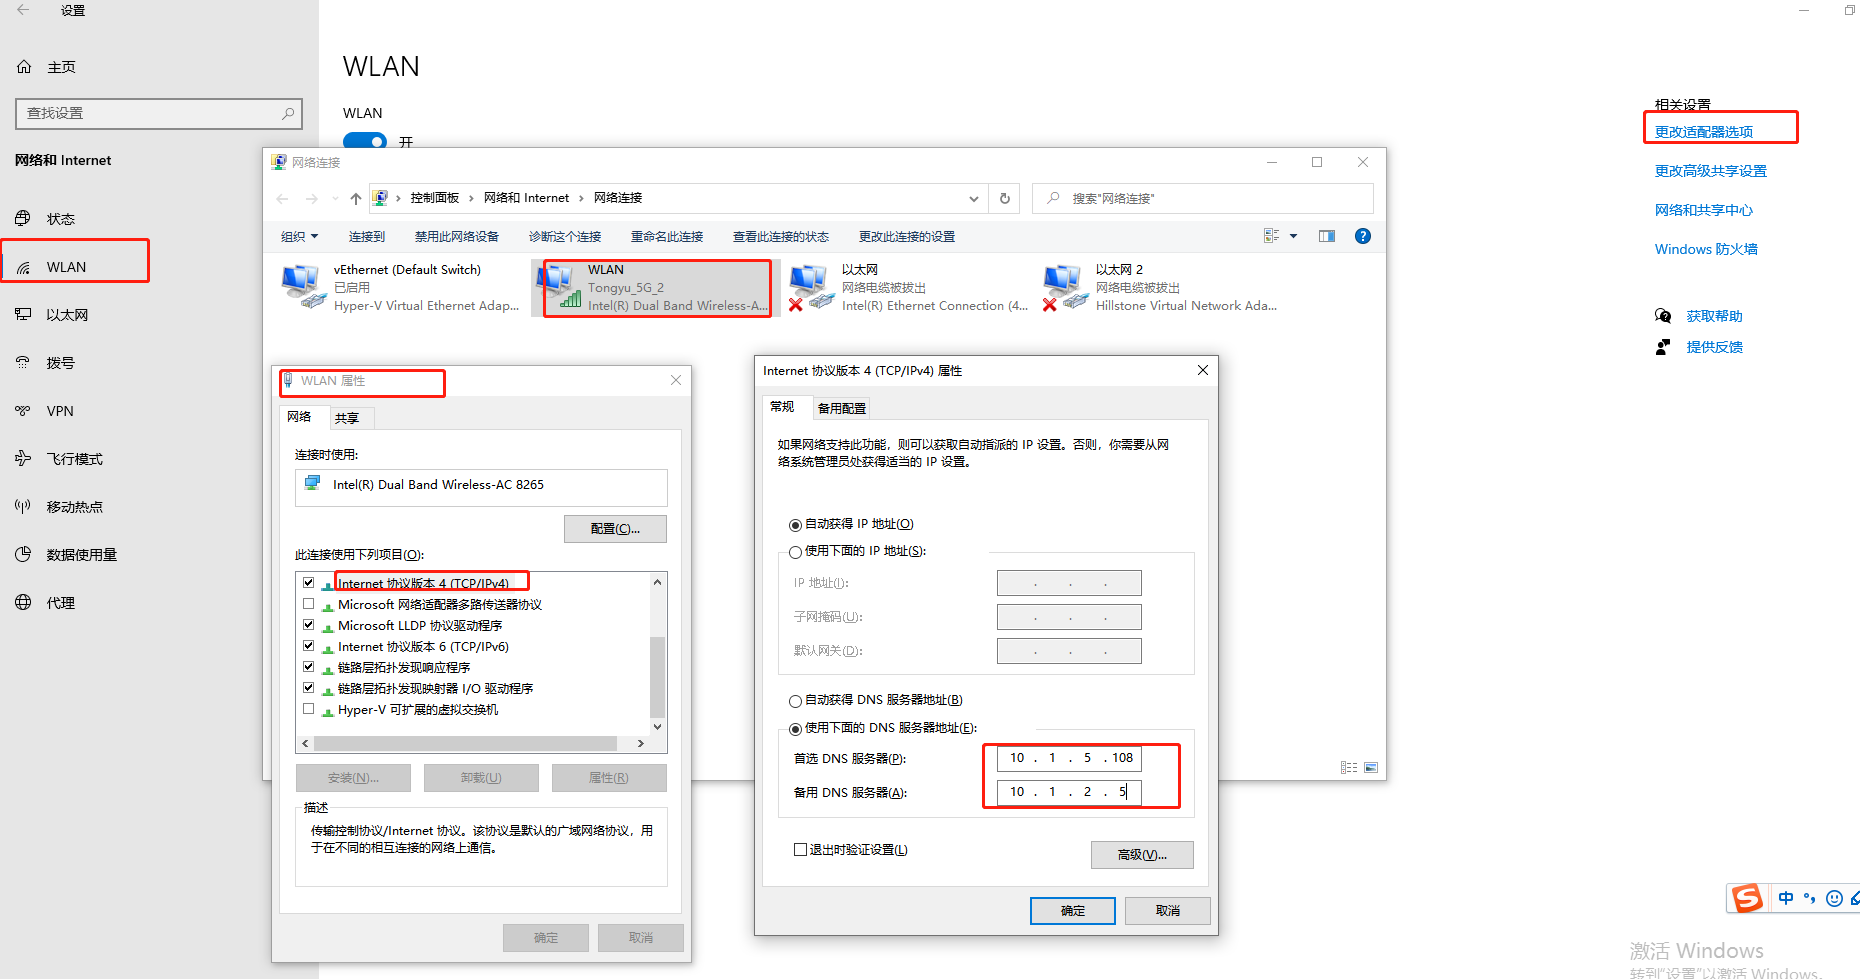 设置
主页
查找设置
网络和 Internet
状态
WLAN
以太网
拨号
VPN
飞行模式
移动热点
数据使用量
代理
WLAN
WLAN
开
相关设置
更改适配器选项
更改高级共享设置
网络和共享中心
Windows 防火墙
获取帮助
提供反馈
网络连接
控制面板 › 网络和 Internet › 网络连接
搜索"网络连接"
组织 连接到 禁用此网络设备 诊断这个连接 重命名此连接 查看此连接的状态 更改此连接的设置
vEthernet (Default Switch)
已启用
Hyper-V Virtual Ethernet Adap...
WLAN
Tongyu_5G_2
Intel(R) Dual Band Wireless-A...
以太网
网络电缆被拔出
Intel(R) Ethernet Connection (4...
以太网 2
网络电缆被拔出
Hillstone Virtual Network Ada...
WLAN 属性
网络 共享
连接时使用:
Intel(R) Dual Band Wireless-AC 8265
配置(C)...
此连接使用下列项目(O):
Internet 协议版本 4 (TCP/IPv4)
Microsoft 网络适配器多路传送器协议
Microsoft LLDP 协议驱动程序
Internet 协议版本 6 (TCP/IPv6)
链路层拓扑发现响应程序
链路层拓扑发现映射器 I/O 驱动程序
Hyper-V 可扩展的虚拟交换机
安装(N)... 卸载(U) 属性(R)
描述
传输控制协议/Internet 协议。该协议是默认的广域网络协议，用
于在不同的相互连接的网络上通信。
确定 取消
Internet 协议版本 4 (TCP/IPv4) 属性
常规 备用配置
如果网络支持此功能，则可以获取自动指派的 IP 设置。否则，你需要从网
络系统管理员处获得适当的 IP 设置。
自动获得 IP 地址(O)
使用下面的 IP 地址(S):
IP 地址(I): . . .
子网掩码(U): . . .
默认网关(D): . . .
自动获得 DNS 服务器地址(B)
使用下面的 DNS 服务器地址(E):
首选 DNS 服务器(P): 10 . 1 . 5 . 108
备用 DNS 服务器(A): 10 . 1 . 2 . 5
退出时验证设置(L)
高级(V)...
确定 取消
S 中
激活 Windows
转到"设置"以激活 Windows。